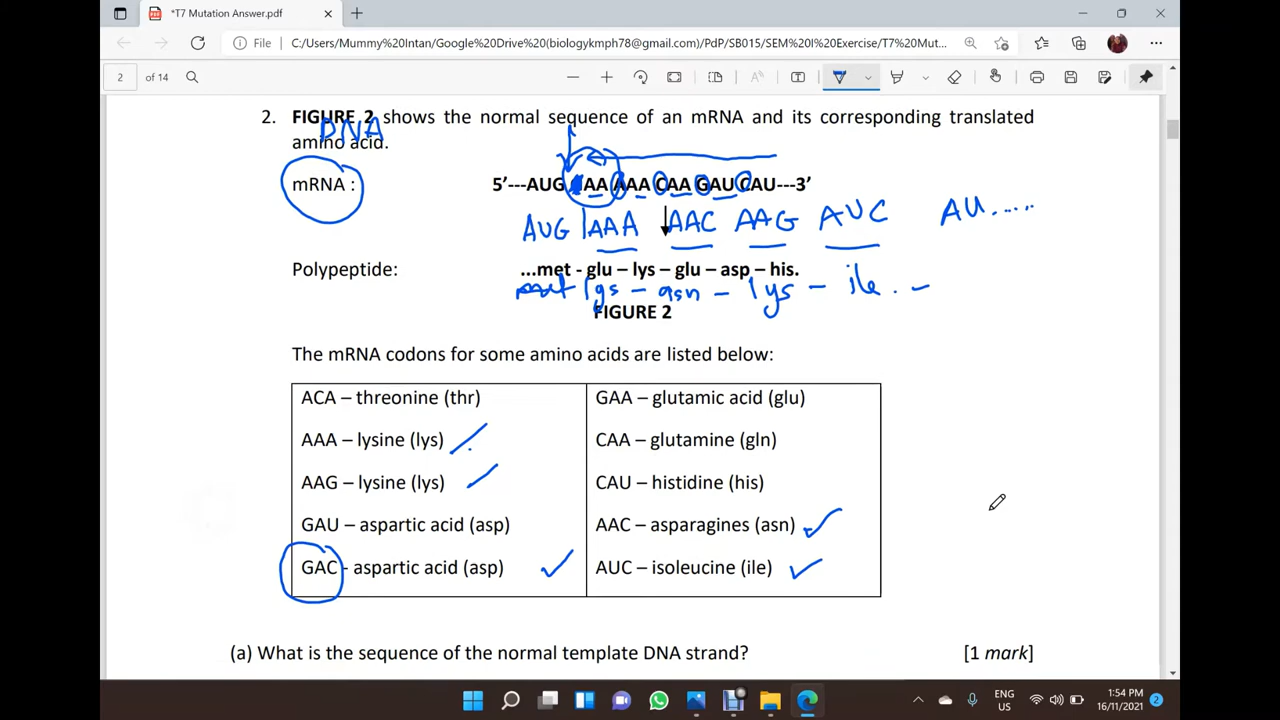 *T7 Mutation Answer.pdf
File
C:/Users/Mummy%20Intan/Google%20Drive(biologykmph78@gmail.com)/PdP/SB015/SEM%20I%20Exercise/T7%20Mut...
2 of 14
2. FIGURE 2 shows the normal sequence of an mRNA and its corresponding translated
DNA
amino acid.
mRNA : 5’---AUG AA AAA CAA GAU CAU---3’
AUG AAA AAC AAG AUC AU.....
Polypeptide: ...met - glu – lys – glu – asp – his.
met lys – asn – lys – ile . –
FIGURE 2
The mRNA codons for some amino acids are listed below:
ACA – threonine (thr) GAA – glutamic acid (glu)
AAA – lysine (lys) CAA – glutamine (gln)
AAG – lysine (lys) CAU – histidine (his)
GAU – aspartic acid (asp) AAC – asparagines (asn)
GAC - aspartic acid (asp) AUC – isoleucine (ile)
(a) What is the sequence of the normal template DNA strand? [1 mark]
ENG
US
1:54 PM
16/11/2021
2